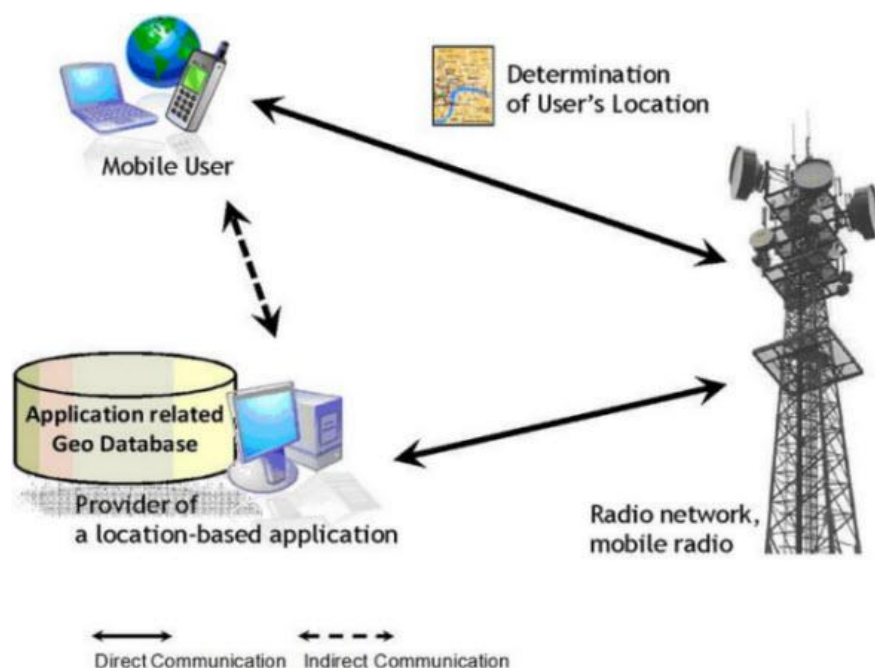 Determination
of User's Location
Mobile User
Application related
Geo Database
Provider of
a location-based application
Radio network,
mobile radio
Direct Communication
Indirect Communication